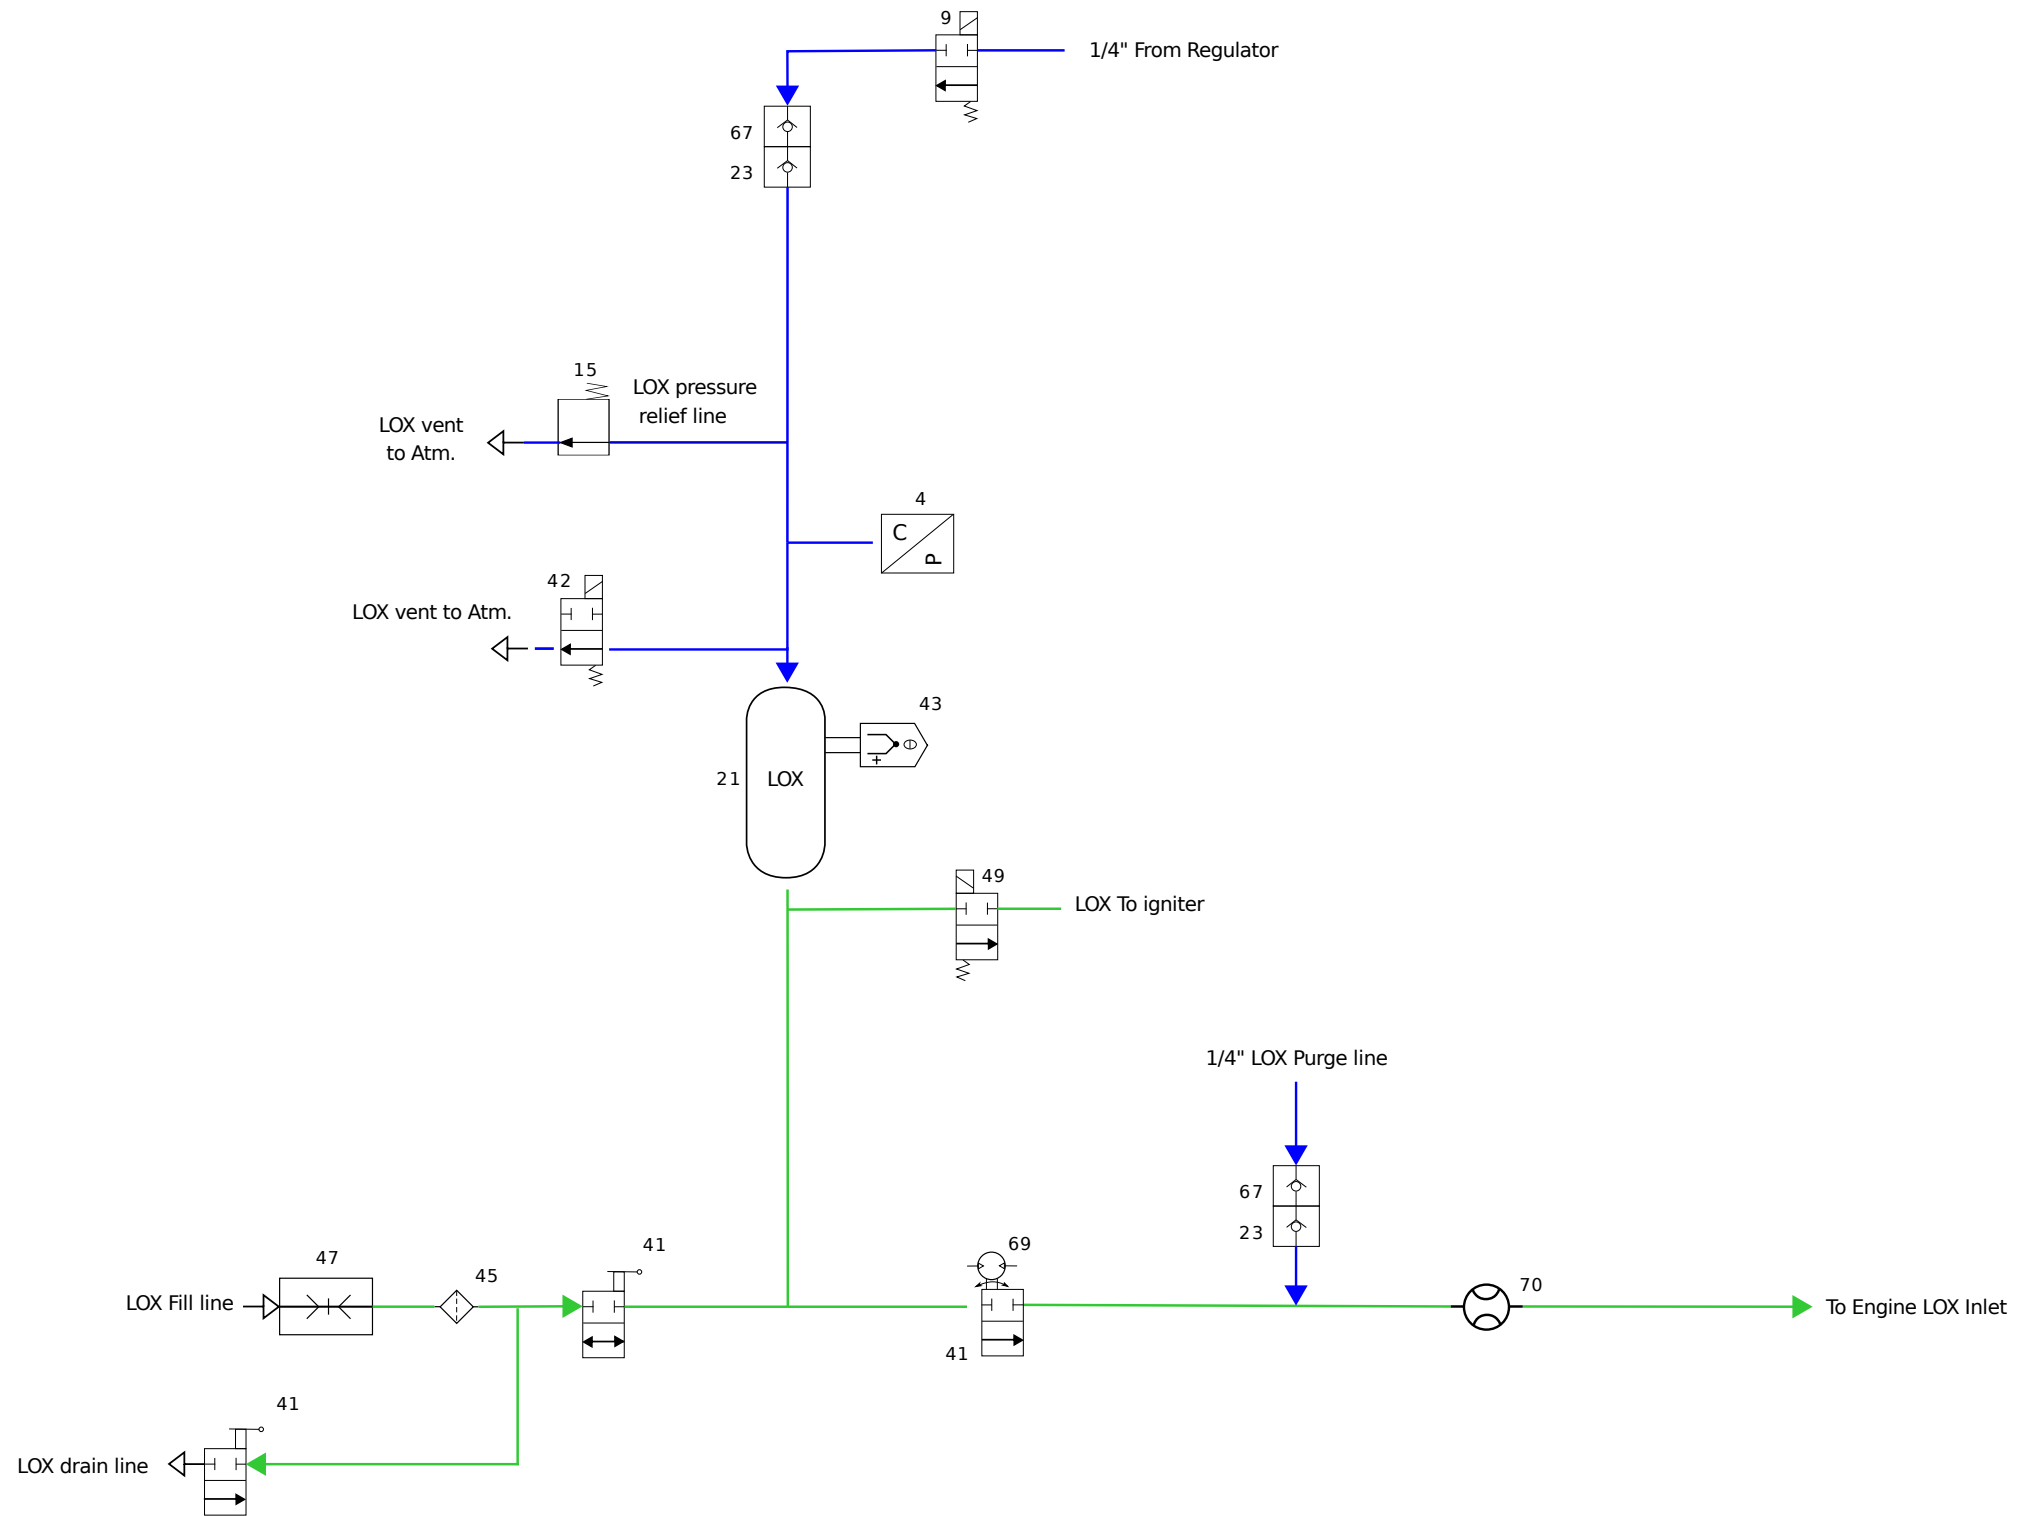 9
1/4" From Regulator
67
23
15
LOX pressure
relief line
LOX vent
to Atm.
4
C
P
42
LOX vent to Atm.
43
+
21
LOX
49
LOX To igniter
1/4" LOX Purge line
67
23
47
45
41
69
41
70
LOX Fill line
To Engine LOX Inlet
41
LOX drain line